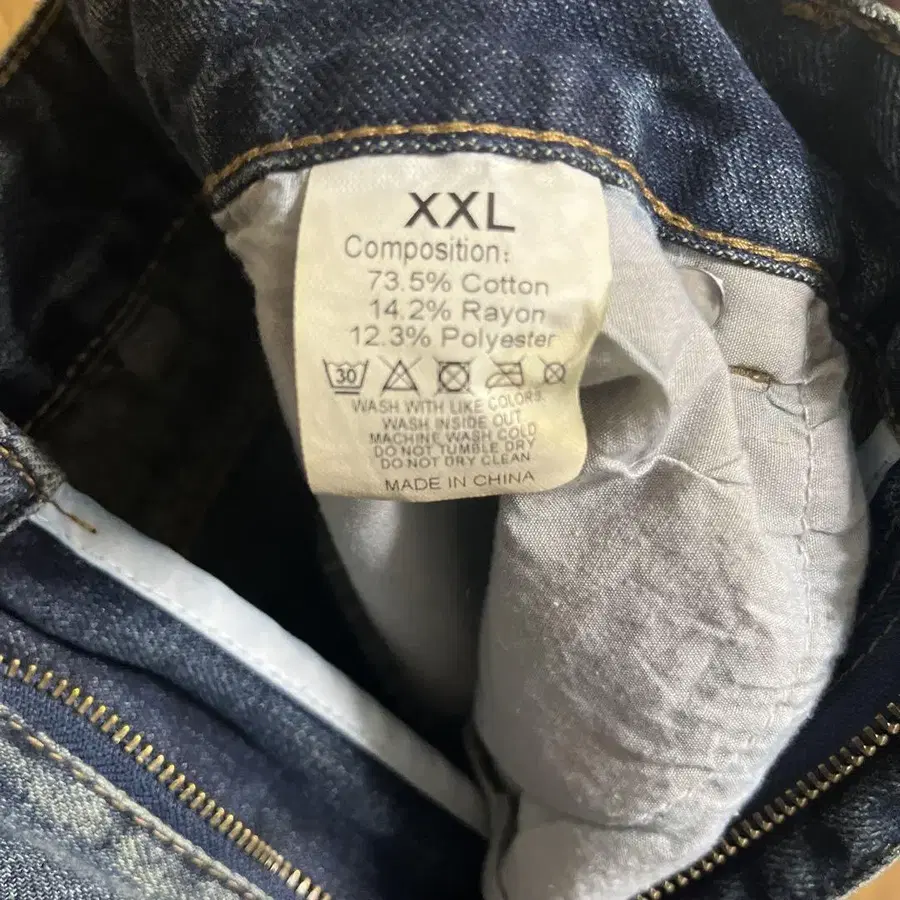 XXL
Composition:
73.5% Cotton
14.2% Rayon
12.3% Polyester
30
WASH WITH LIKE COLORS.
WASH INSIDE OUT
MACHINE WASH COLD
DO NOT TUMBLE DRY
DO NOT DRY CLEAN
MADE IN CHINA